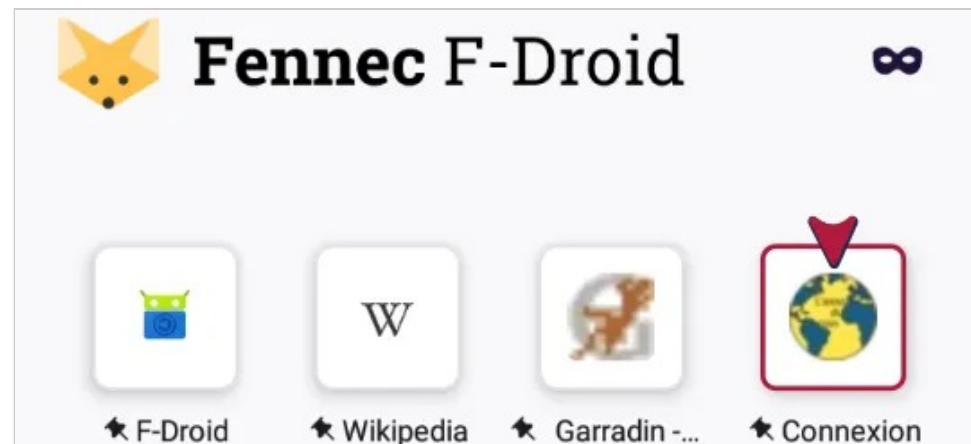 Fennec F-Droid
W
F-Droid
Wikipedia
Garradin -...
Connexion